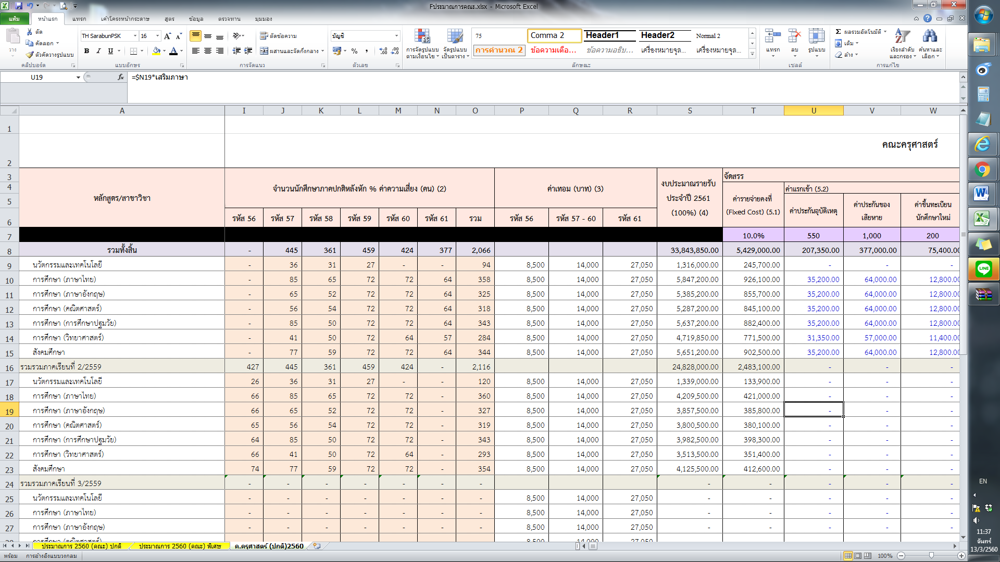 Fประมาณการคณะ.xlsx - Microsoft Excel
แฟ้ม หน้าแรก แทรก เค้าโครงหน้ากระดาษ สูตร ข้อมูล ตรวจทาน มุมมอง
วาง ตัด คัดลอก ตัวคัดวางรูปแบบ คลิปบอร์ด
TH SarabunPSK 16 แบบอักษร
ตัดข้อความ ผสานและจัดกึ่งกลาง การจัดแนว
บัญชี ตัวเลข
การจัดรูปแบบตามเงื่อนไข จัดรูปแบบเป็นตาราง
75 Comma 2 Header1 Header2 Normal 2
การคำนวณ 2 ข้อความเตือ... ข้อความอธิบ... เครื่องหมายจุล... เครื่องหมายจุล...
ลักษณะ
แทรก ลบ รูปแบบ เซลล์
ผลรวมอัตโนมัติ เติม ล้าง เรียงลำดับและกรอง ค้นหาและเลือก การแก้ไข
U19 fx =$N19*เสริมภาษา
A I J K L M N O P Q R S T U V W
1
2 คณะครุศาสตร์
3 จัดสรร
4 หลักสูตร/สาขาวิชา จำนวนนักศึกษาภาคปกติหลังหัก % ค่าความเสี่ยง (คน) (2) ค่าเทอม (บาท) (3) งบประมาณรายรับ ประจำปี 2561 (100%) (4) ค่าแรกเข้า (5.2)
5 ค่ารายจ่ายคงที่ (Fixed Cost) (5.1) ค่าประกันอุบัติเหตุ ค่าประกันของเสียหาย ค่าขึ้นทะเบียนนักศึกษาใหม่
6 รหัส 56 รหัส 57 รหัส 58 รหัส 59 รหัส 60 รหัส 61 รวม รหัส 56 รหัส 57 - 60 รหัส 61
7 10.0% 550 1,000 200
8 รวมทั้งสิ้น - 445 361 459 424 377 2,066 33,843,850.00 5,429,000.00 207,350.00 377,000.00 75,400.00
9 นวัตกรรมและเทคโนโลยี - 36 31 27 - - 94 8,500 14,000 27,050 1,316,000.00 245,700.00 - - -
10 การศึกษา (ภาษาไทย) - 85 65 72 72 64 358 8,500 14,000 27,050 5,847,200.00 926,100.00 35,200.00 64,000.00 12,800.00
11 การศึกษา (ภาษาอังกฤษ) - 65 52 72 72 64 325 8,500 14,000 27,050 5,385,200.00 855,700.00 35,200.00 64,000.00 12,800.00
12 การศึกษา (คณิตศาสตร์) - 56 54 72 72 64 318 8,500 14,000 27,050 5,287,200.00 845,100.00 35,200.00 64,000.00 12,800.00
13 การศึกษา (การศึกษาปฐมวัย) - 85 50 72 72 64 343 8,500 14,000 27,050 5,637,200.00 882,400.00 35,200.00 64,000.00 12,800.00
14 การศึกษา (วิทยาศาสตร์) - 41 50 72 64 57 284 8,500 14,000 27,050 4,719,850.00 771,500.00 31,350.00 57,000.00 11,400.00
15 สังคมศึกษา - 77 59 72 72 64 344 8,500 14,000 27,050 5,651,200.00 902,500.00 35,200.00 64,000.00 12,800.00
16 รวมรวมภาคเรียนที่ 2/2559 427 445 361 459 424 - 2,116 24,828,000.00 2,483,100.00 - - -
17 นวัตกรรมและเทคโนโลยี 26 36 31 27 - - 120 8,500 14,000 27,050 1,339,000.00 133,900.00 - - -
18 การศึกษา (ภาษาไทย) 66 85 65 72 72 - 360 8,500 14,000 27,050 4,209,500.00 421,000.00 - - -
19 การศึกษา (ภาษาอังกฤษ) 66 65 52 72 72 - 327 8,500 14,000 27,050 3,857,500.00 385,800.00 - - -
20 การศึกษา (คณิตศาสตร์) 65 56 54 72 72 - 319 8,500 14,000 27,050 3,800,500.00 380,100.00 - - -
21 การศึกษา (การศึกษาปฐมวัย) 64 85 50 72 72 - 343 8,500 14,000 27,050 3,982,500.00 398,300.00 - - -
22 การศึกษา (วิทยาศาสตร์) 66 41 50 72 64 - 293 8,500 14,000 27,050 3,513,500.00 351,400.00 - - -
23 สังคมศึกษา 74 77 59 72 72 - 354 8,500 14,000 27,050 4,125,500.00 412,600.00 - - -
24 รวมรวมภาคเรียนที่ 3/2559 - - - - - - - - - - - -
25 นวัตกรรมและเทคโนโลยี - - - - - - - 8,500 14,000 27,050 - - - - -
26 การศึกษา (ภาษาไทย) - - - - - - - 8,500 14,000 27,050 - - - - -
27 การศึกษา (ภาษาอังกฤษ) - - - - - - - 8,500 14,000 27,050 - - - - -
ประมาณการ 2560 (คณะ) ปกติ ประมาณการ 2560 (คณะ) พิเศษ ค.ครุศาสตร์ (ปกติ)2560
พร้อม การอ้างอิงแบบวงกลม 100%
LINE
EN
11:37
จันทร์
13/3/2560